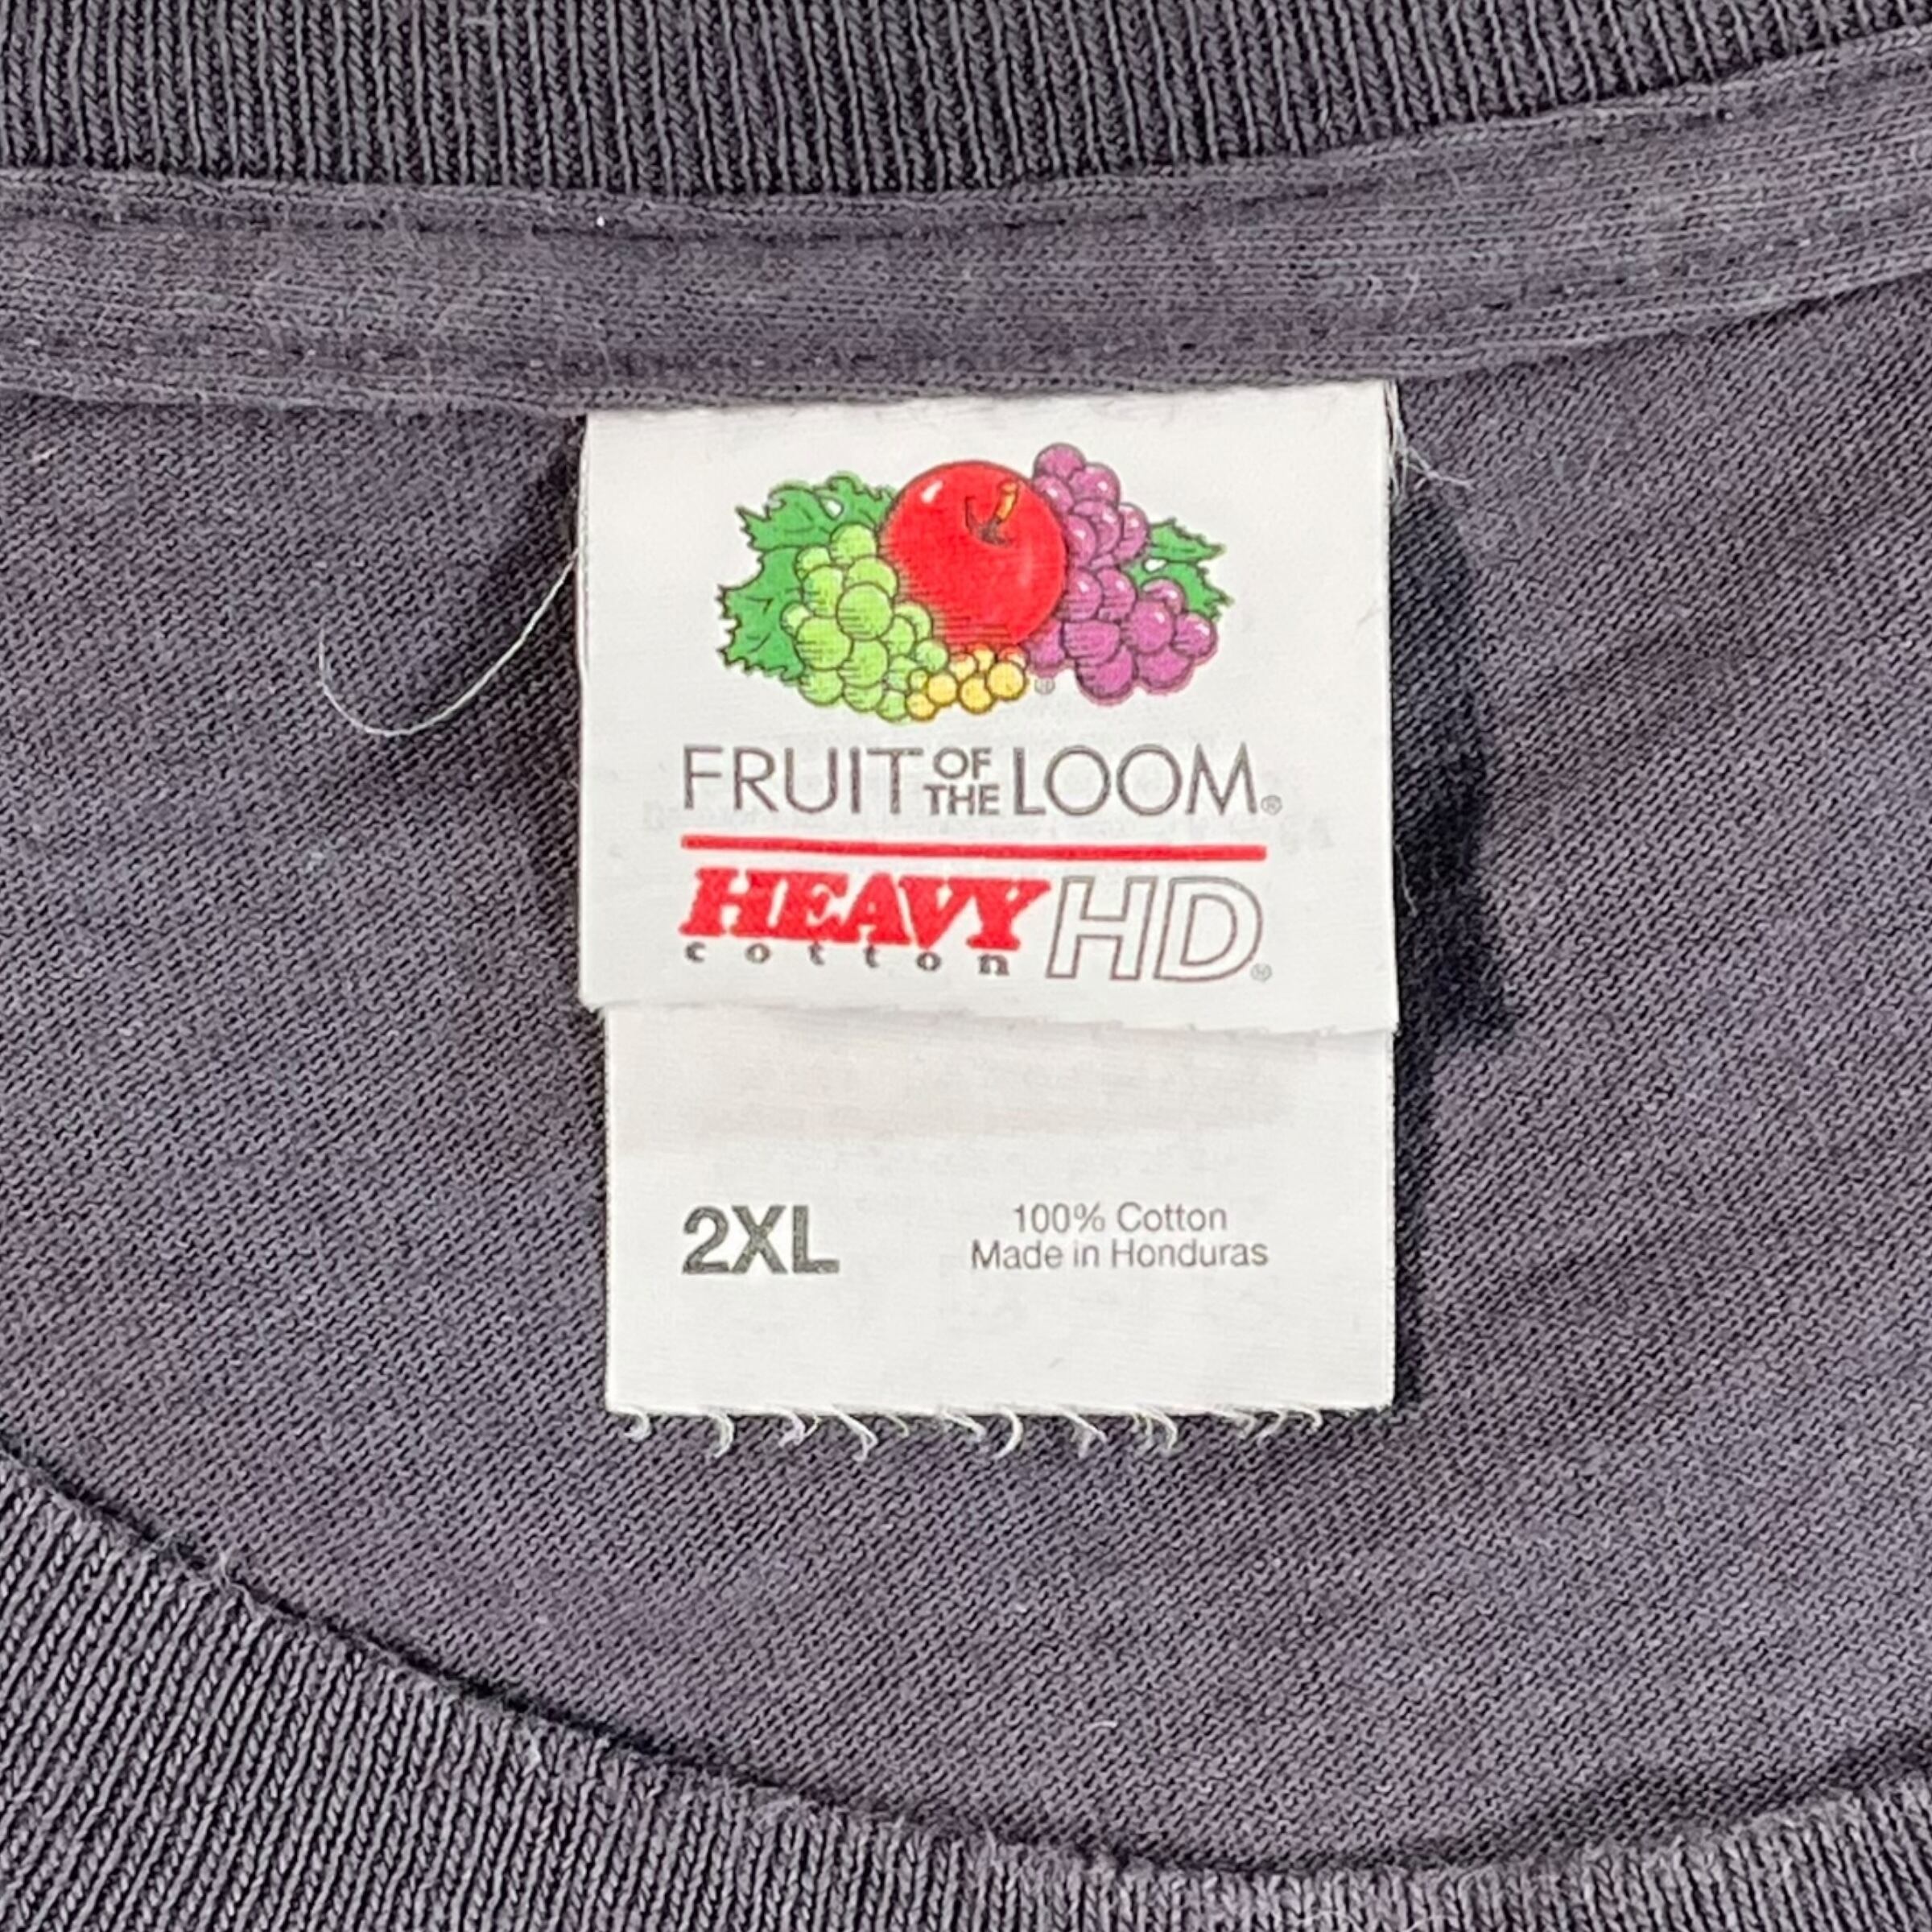 FRUIT OF THE LOOM®
HEAVY HD®
cotton
2XL
100% Cotton
Made in Honduras